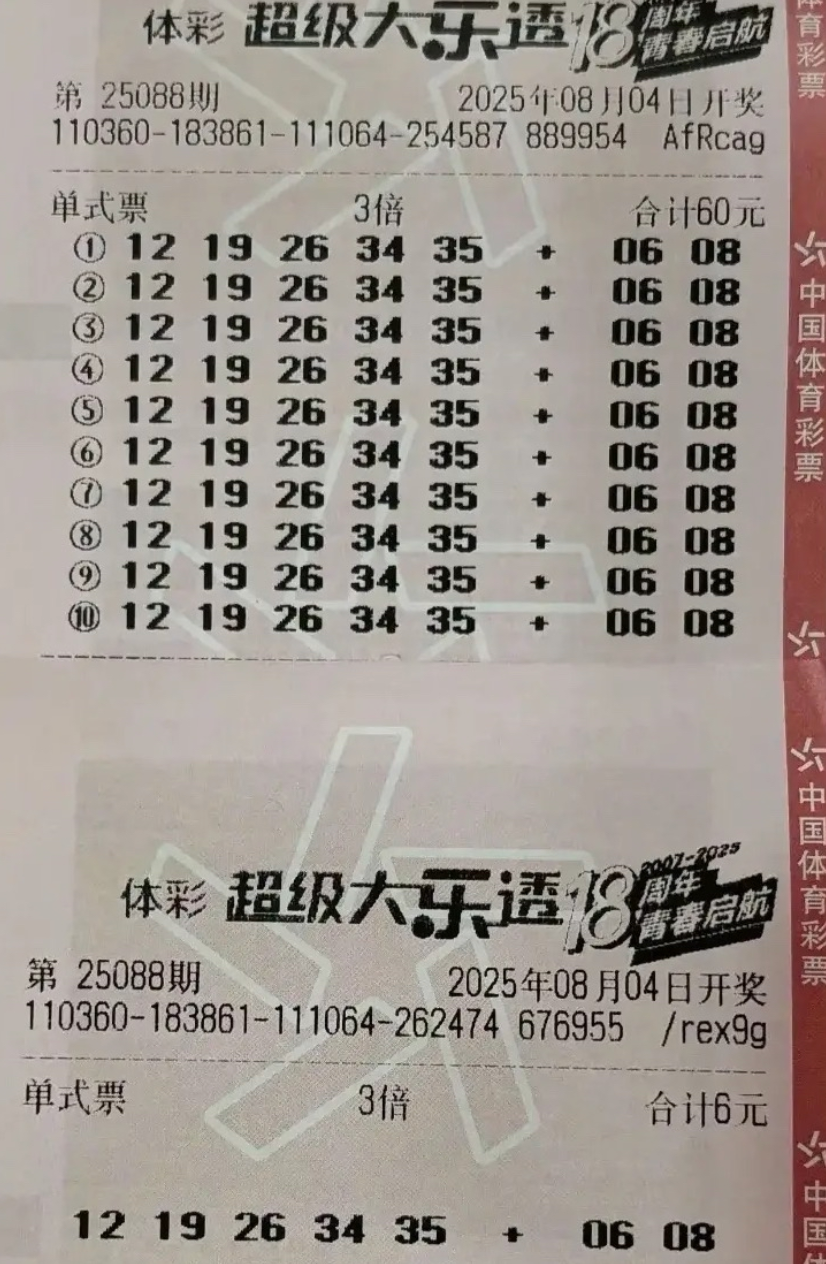 体彩 超级大乐透 18周年 青春启航
第 25088期 2025年08月04日开奖
110360-183861-111064-254587 889954 AfRcag
单式票 3倍 合计60元
① 12 19 26 34 35 + 06 08
② 12 19 26 34 35 + 06 08
③ 12 19 26 34 35 + 06 08
④ 12 19 26 34 35 + 06 08
⑤ 12 19 26 34 35 + 06 08
⑥ 12 19 26 34 35 + 06 08
⑦ 12 19 26 34 35 + 06 08
⑧ 12 19 26 34 35 + 06 08
⑨ 12 19 26 34 35 + 06 08
⑩ 12 19 26 34 35 + 06 08
2007-2025
体彩 超级大乐透 18周年 青春启航
第 25088期 2025年08月04日开奖
110360-183861-111064-262474 676955 /rex9g
单式票 3倍 合计6元
12 19 26 34 35 + 06 08
体育彩票
中国体育彩票
中国体育彩票
中国